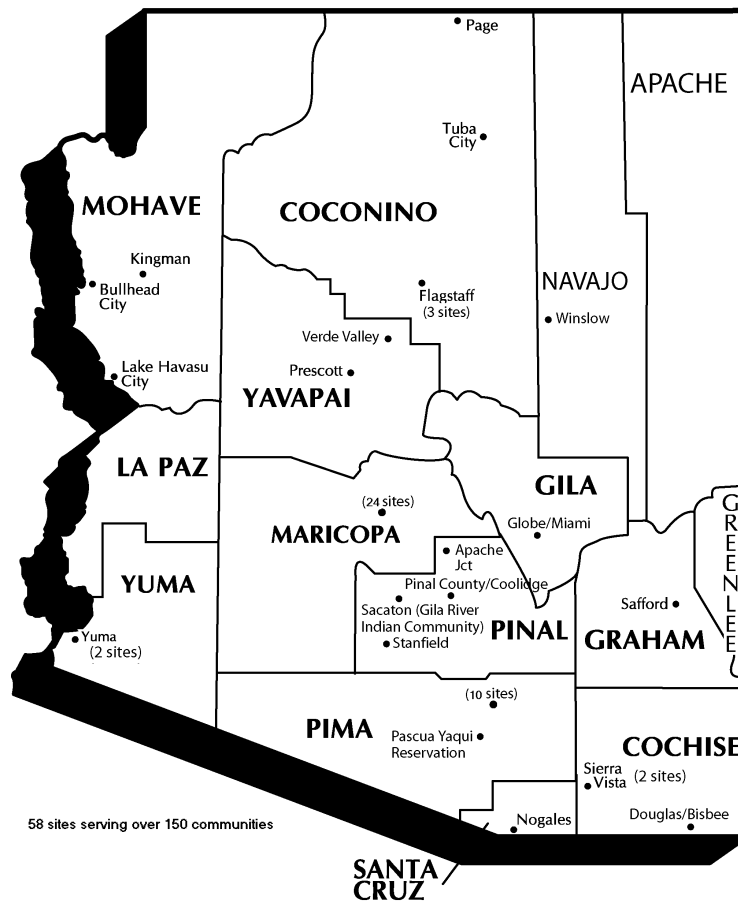 Page
APACHE
Tuba
City
MOHAVE
COCONINO
Kingman
Bullhead
City
Flagstaff
(3 sites)
NAVAJO
Winslow
Verde Valley
Prescott
Lake Havasu
City
YAVAPAI
LA PAZ
GILA
(24 sites)
MARICOPA
Globe/Miami
GREENLEE
Apache
Jct
YUMA
Pinal County/Coolidge
Sacaton (Gila River
Indian Community)
Stanfield
PINAL
Safford
GRAHAM
Yuma
(2 sites)
(10 sites)
PIMA
Pascua Yaqui
Reservation
COCHISE
Sierra
Vista
(2 sites)
Douglas/Bisbee
Nogales
58 sites serving over 150 communities
SANTA
CRUZ